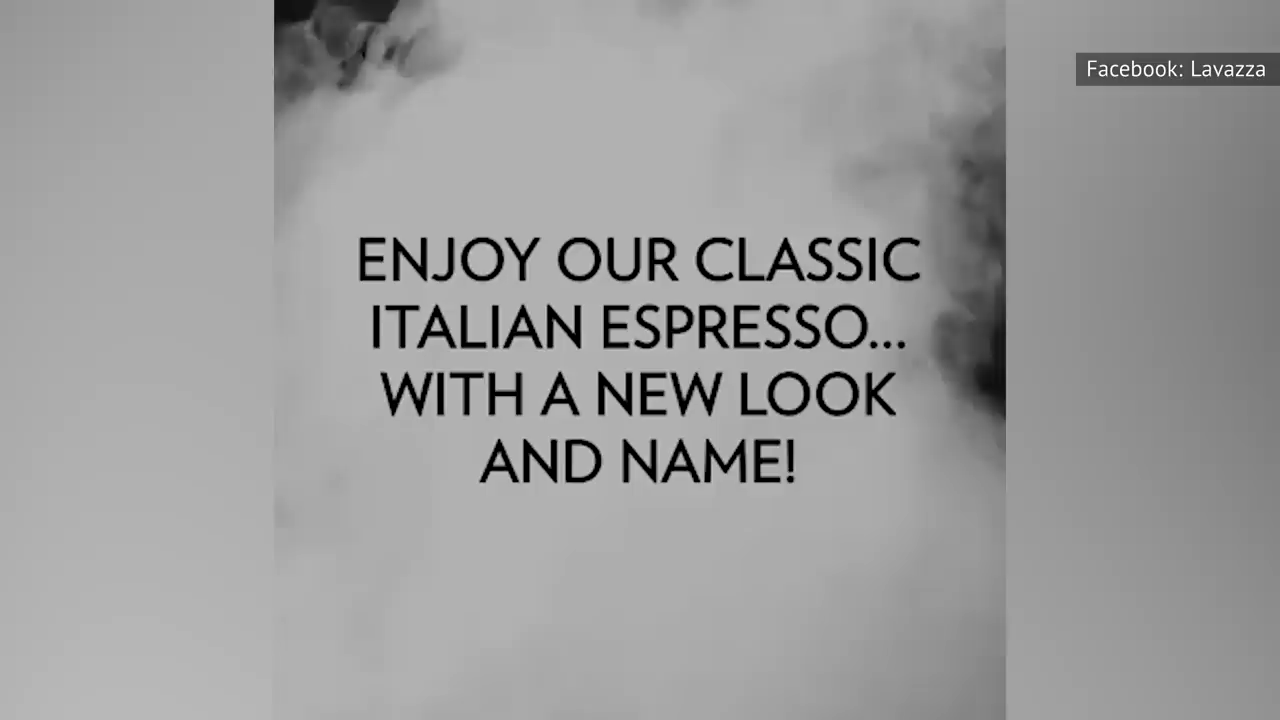 Facebook: Lavazza
ENJOY OUR CLASSIC
ITALIAN ESPRESSO...
WITH A NEW LOOK
AND NAME!